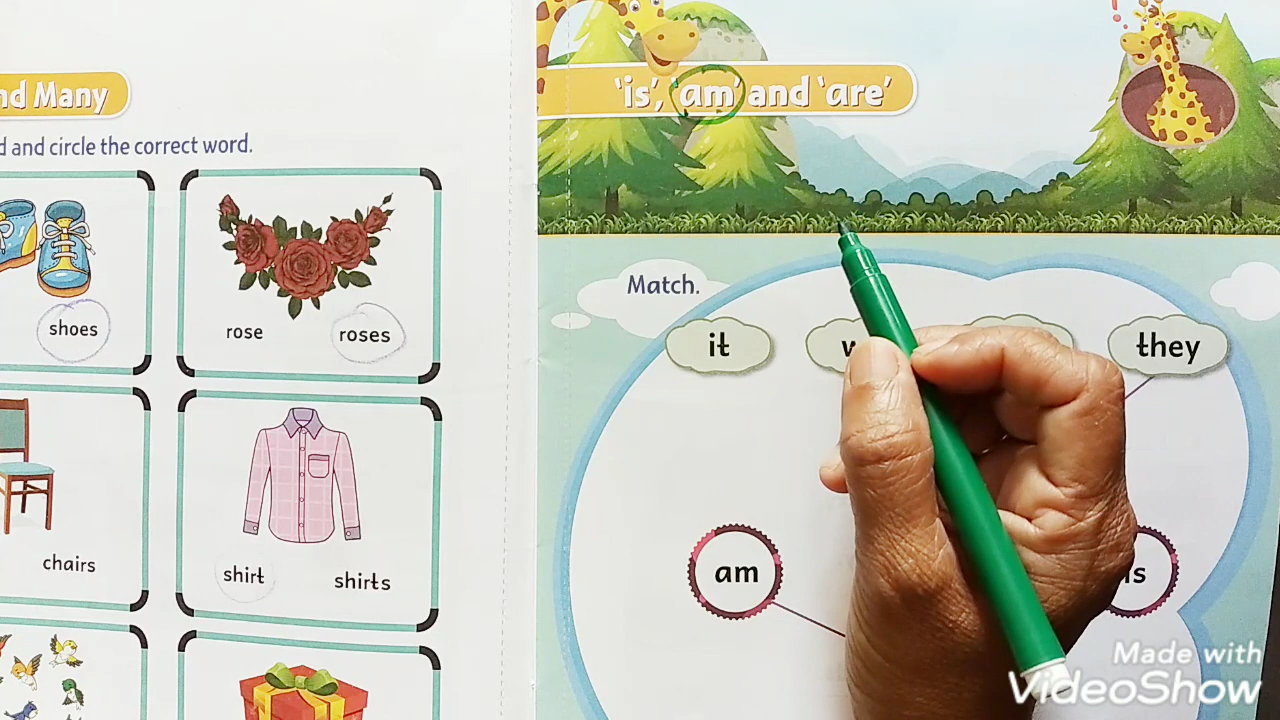 nd Many
d and circle the correct word.
shoes
rose roses
chairs
shirt shirts
'is', 'am' and 'are'
Match.
it they
am is
Made with
VideoShow